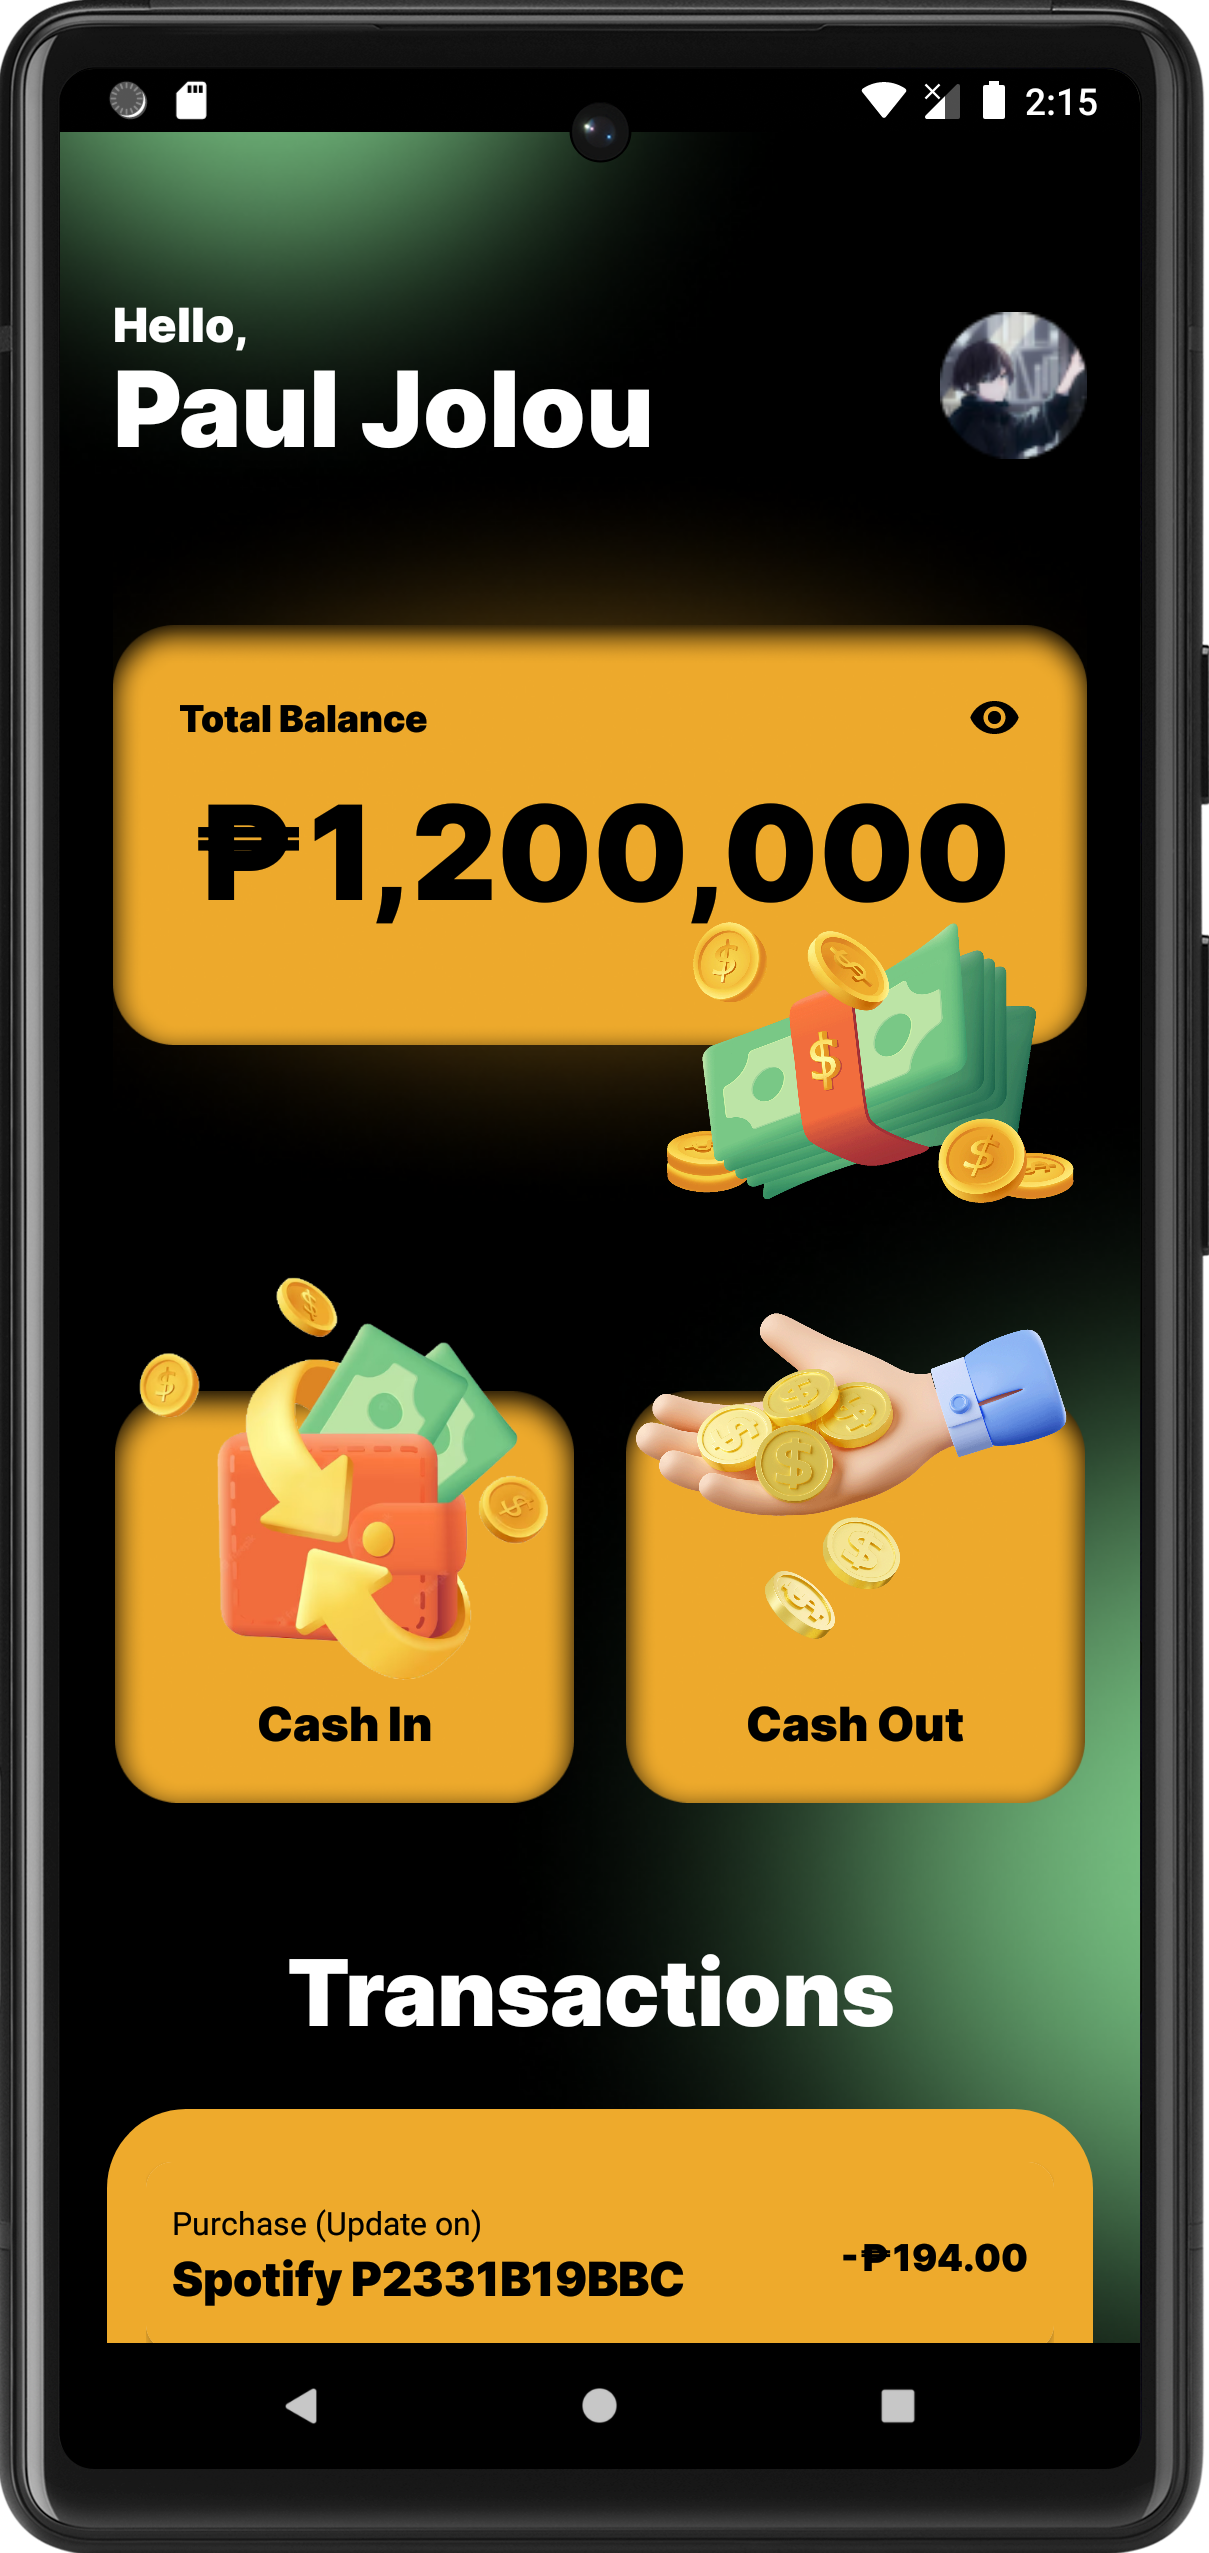 2:15
Hello,
Paul Jolou
Total Balance
₱1,200,000
Cash In
Cash Out
Transactions
Purchase (Update on)
Spotify P2331B19BBC
-₱194.00